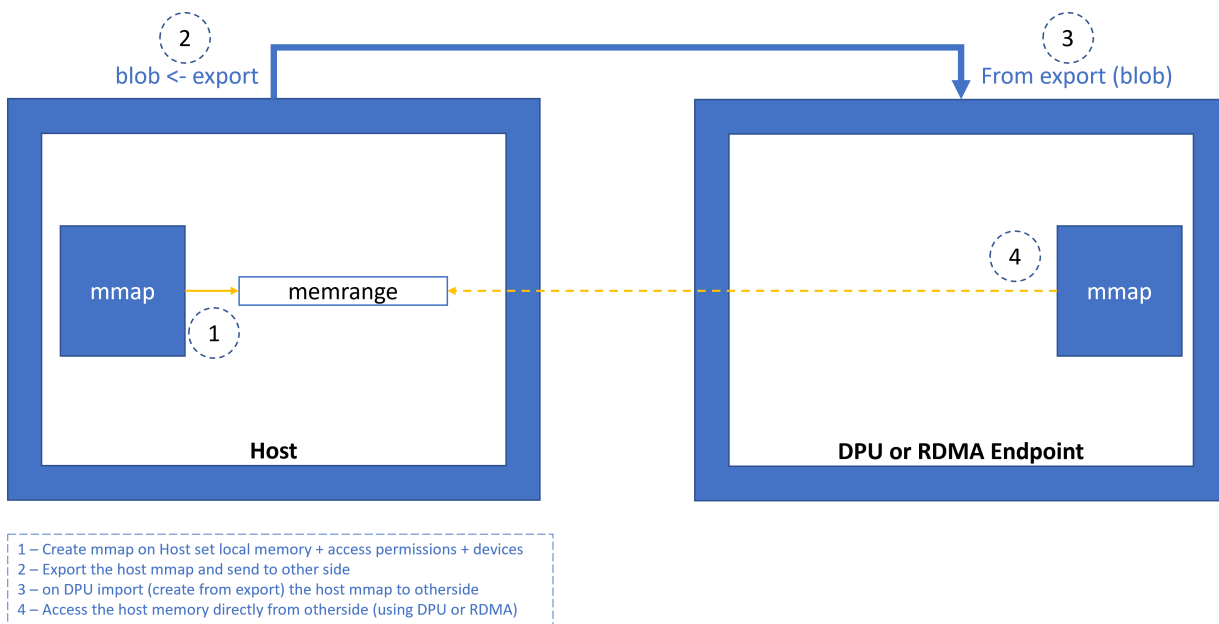 2
3
blob <- export
From export (blob)
4
mmap
memrange
mmap
1
Host
DPU or RDMA Endpoint
1 – Create mmap on Host set local memory + access permissions + devices
2 – Export the host mmap and send to other side
3 – on DPU import (create from export) the host mmap to otherside
4 – Access the host memory directly from otherside (using DPU or RDMA)